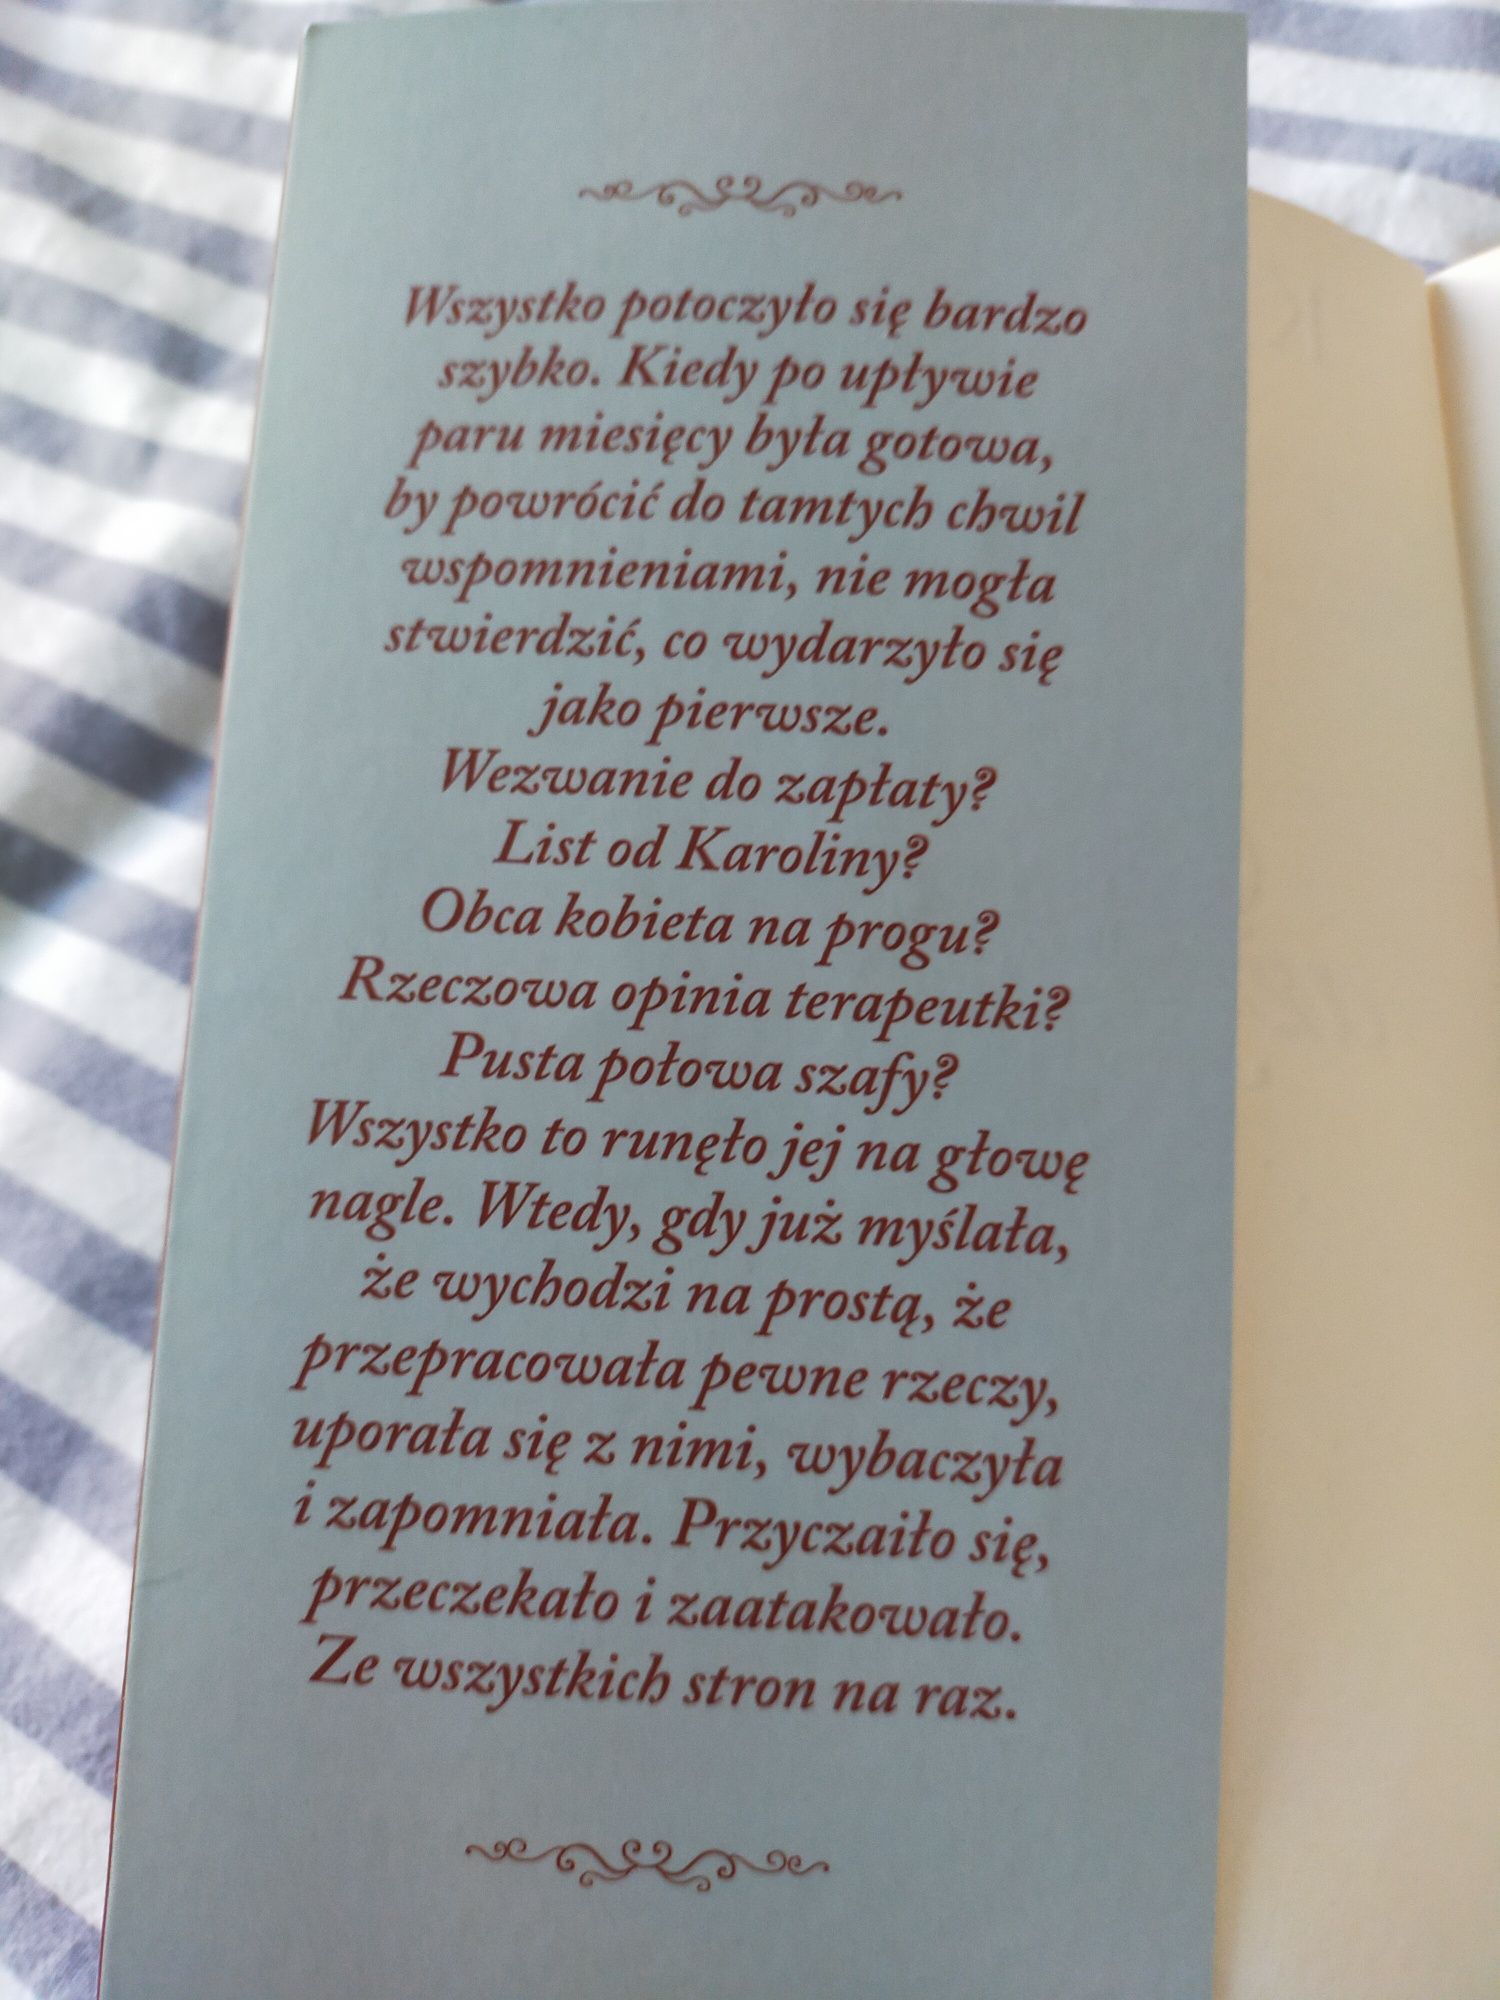 Wszystko potoczyło się bardzo
szybko. Kiedy po upływie
paru miesięcy była gotowa,
by powrócić do tamtych chwil
wspomnieniami, nie mogła
stwierdzić, co wydarzyło się
jako pierwsze.
Wezwanie do zapłaty?
List od Karoliny?
Obca kobieta na progu?
Rzeczowa opinia terapeutki?
Pusta połowa szafy?
Wszystko to runęło jej na głowę
nagle. Wtedy, gdy już myślała,
że wychodzi na prostą, że
przepracowała pewne rzeczy,
uporała się z nimi, wybaczyła
i zapomniała. Przyczaiło się,
przeczekało i zaatakowało.
Ze wszystkich stron na raz.